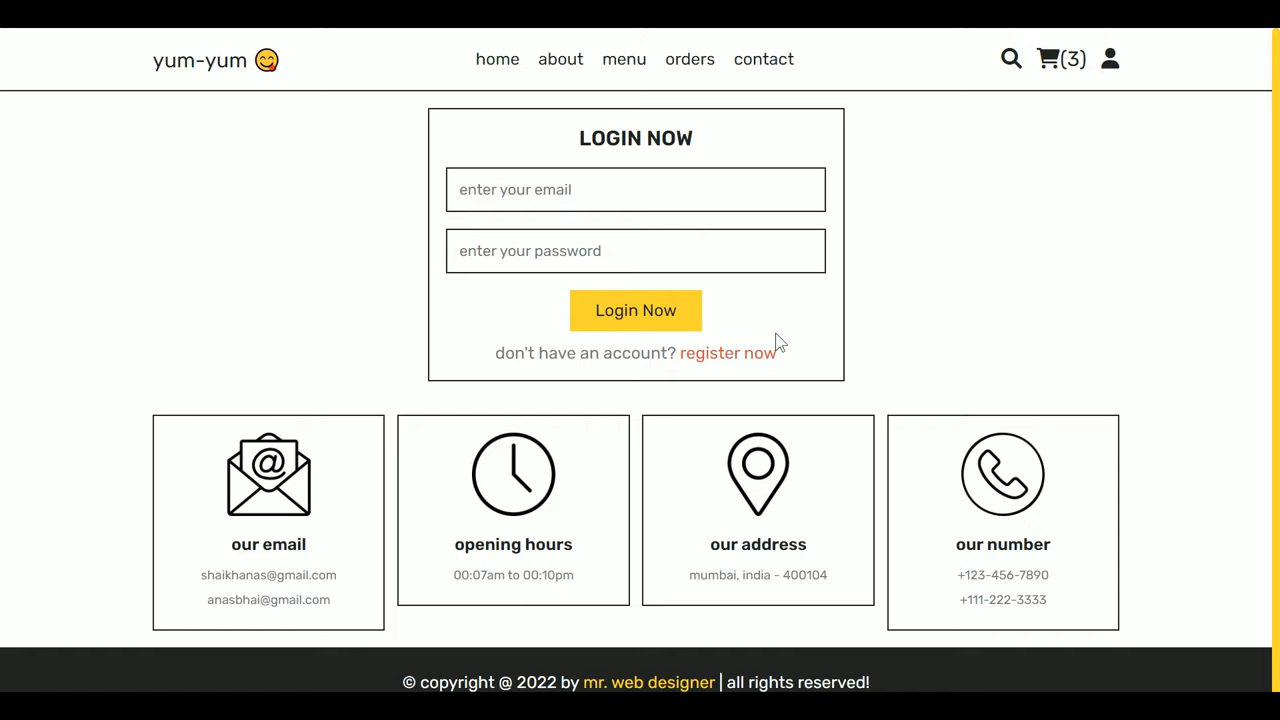 yum-yum 😋
home about menu orders contact
(3)
LOGIN NOW
enter your email
enter your password
Login Now
don't have an account? register now
our email
shaikhanas@gmail.com
anasbhai@gmail.com
opening hours
00:07am to 00:10pm
our address
mumbai, india - 400104
our number
+123-456-7890
+111-222-3333
© copyright @ 2022 by mr. web designer | all rights reserved!